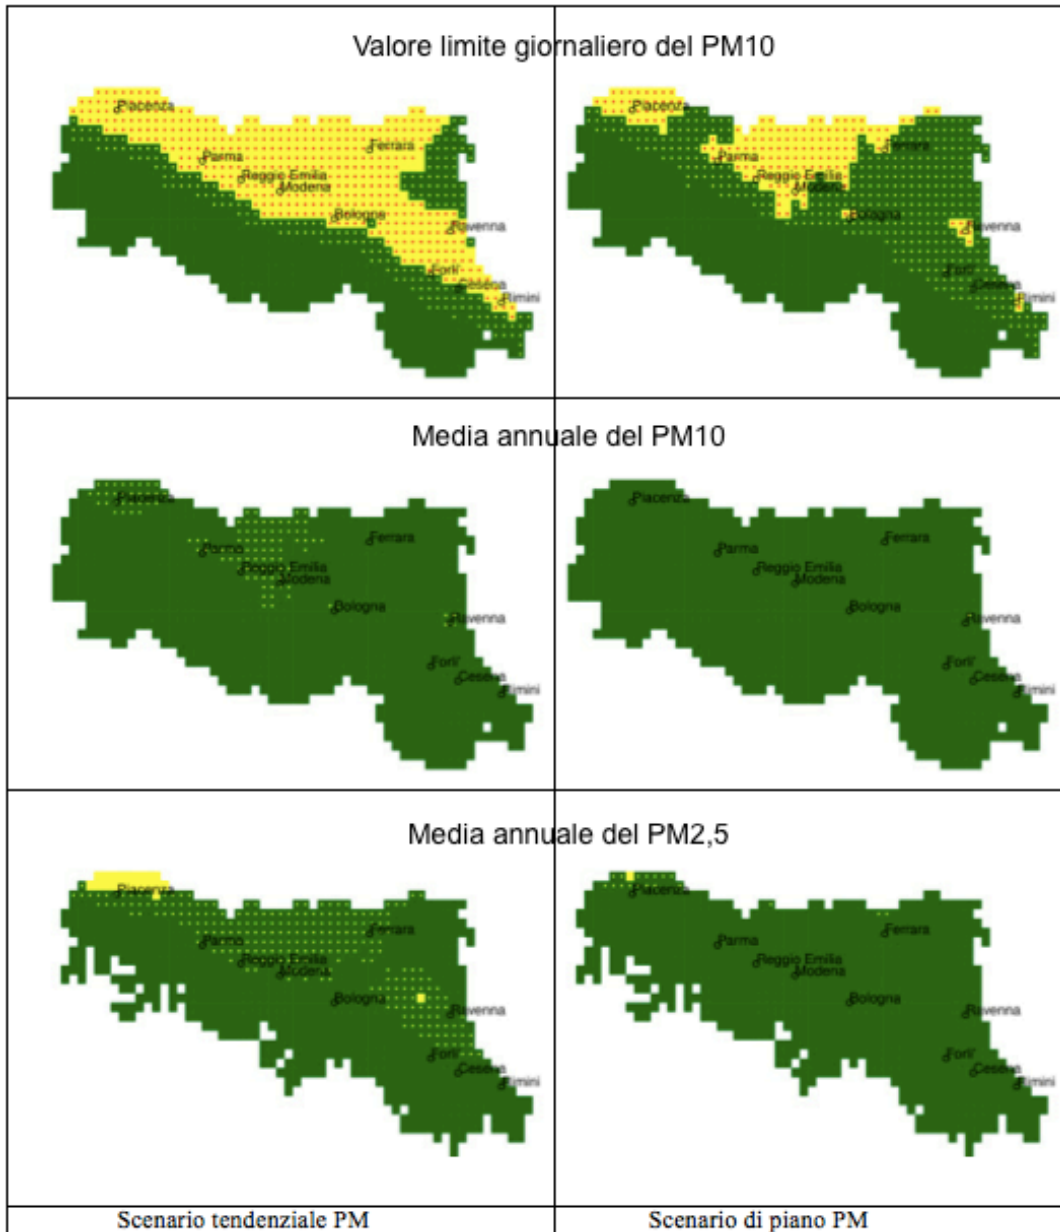 Valore limite giornaliero del PM10
Piacenza
Parma
Ferrara
Reggio Emilia
Modena
Bologna
Ravenna
Forli'
Cesena
Rimini
Piacenza
Parma
Ferrara
Reggio Emilia
Modena
Bologna
Ravenna
Forli'
Cesena
Rimini
Media annuale del PM10
Piacenza
Parma
Ferrara
Reggio Emilia
Modena
Bologna
Ravenna
Forli'
Cesena
Rimini
Piacenza
Parma
Ferrara
Reggio Emilia
Modena
Bologna
Ravenna
Forli'
Cesena
Rimini
Media annuale del PM2,5
Piacenza
Parma
Ferrara
Reggio Emilia
Modena
Bologna
Ravenna
Forli'
Cesena
Rimini
Piacenza
Parma
Ferrara
Reggio Emilia
Modena
Bologna
Ravenna
Forli'
Cesena
Rimini
Scenario tendenziale PM
Scenario di piano PM